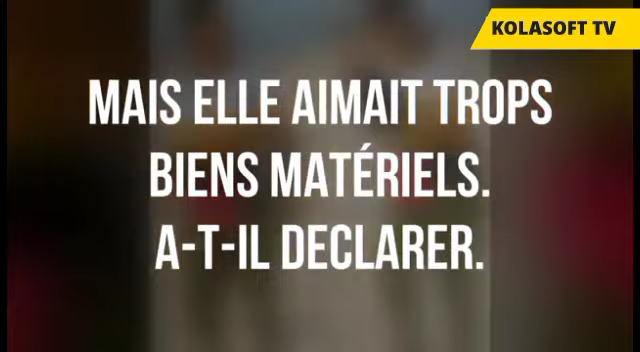 KOLASOFT TV
MAIS ELLE AIMAIT TROPS
BIENS MATÉRIELS.
A-T-IL DECLARER.